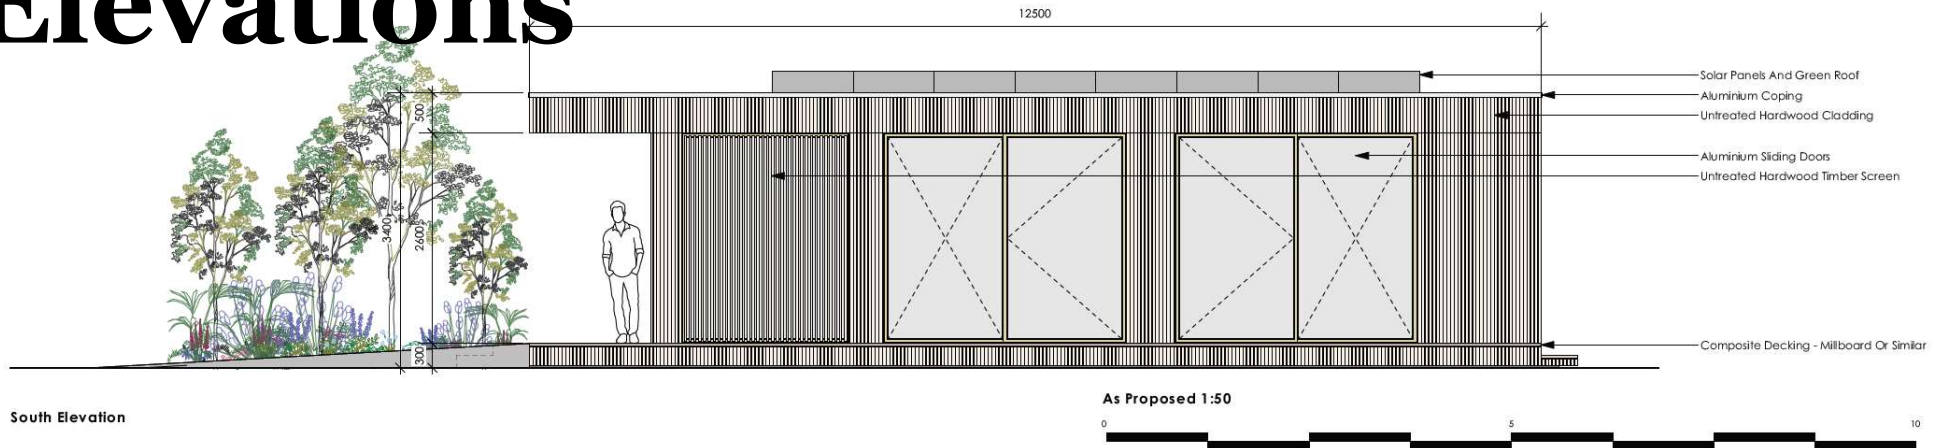 Elevations
12500
Solar Panels And Green Roof
Aluminium Coping
500
Untreated Hardwood Cladding
Aluminium Sliding Doors
Untreated Hardwood Timber Screen
3400
2600
300
Composite Decking - Millboard Or Similar
As Proposed 1:50
South Elevation
0 5 10